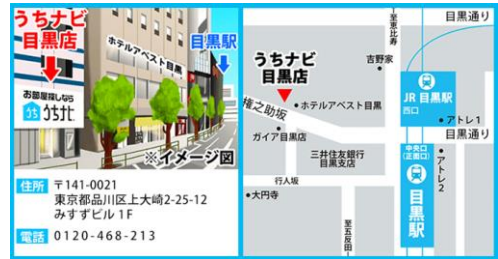 うちナビ
目黒店
目黒駅
ホテルアベスト目黒
お部屋探しなら
うちナビ
※イメージ図
住所 〒141-0021
東京都品川区上大崎2-25-12
みすずビル 1F
電話 0120-468-213
至恵比寿
目黒通り
吉野家
うちナビ
目黒店
JR 目黒駅
西口
権之助坂
ホテルアベスト目黒
アトレ1
ガイア目黒店
目黒通り
三井住友銀行
目黒支店
中央口
(正面口)
目黒駅
アトレ2
行人坂
大円寺
至五反田